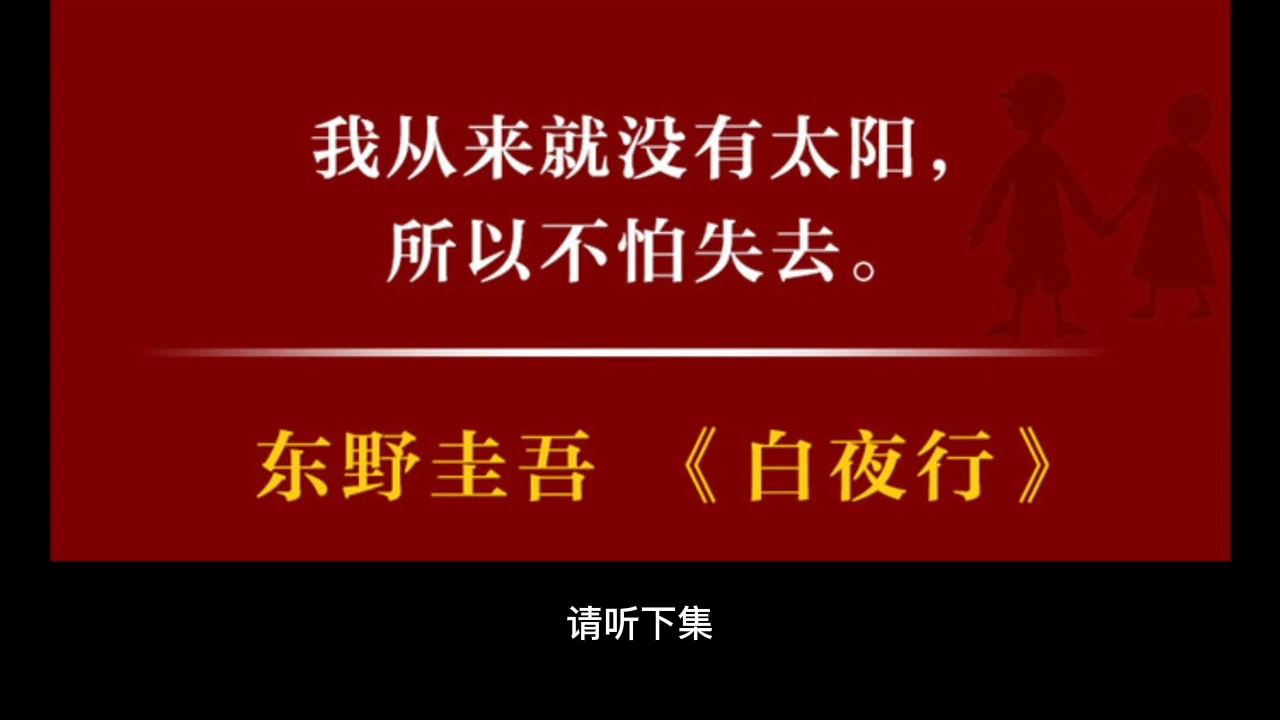 我从来就没有太阳，
所以不怕失去。
东野圭吾 《白夜行》
请听下集